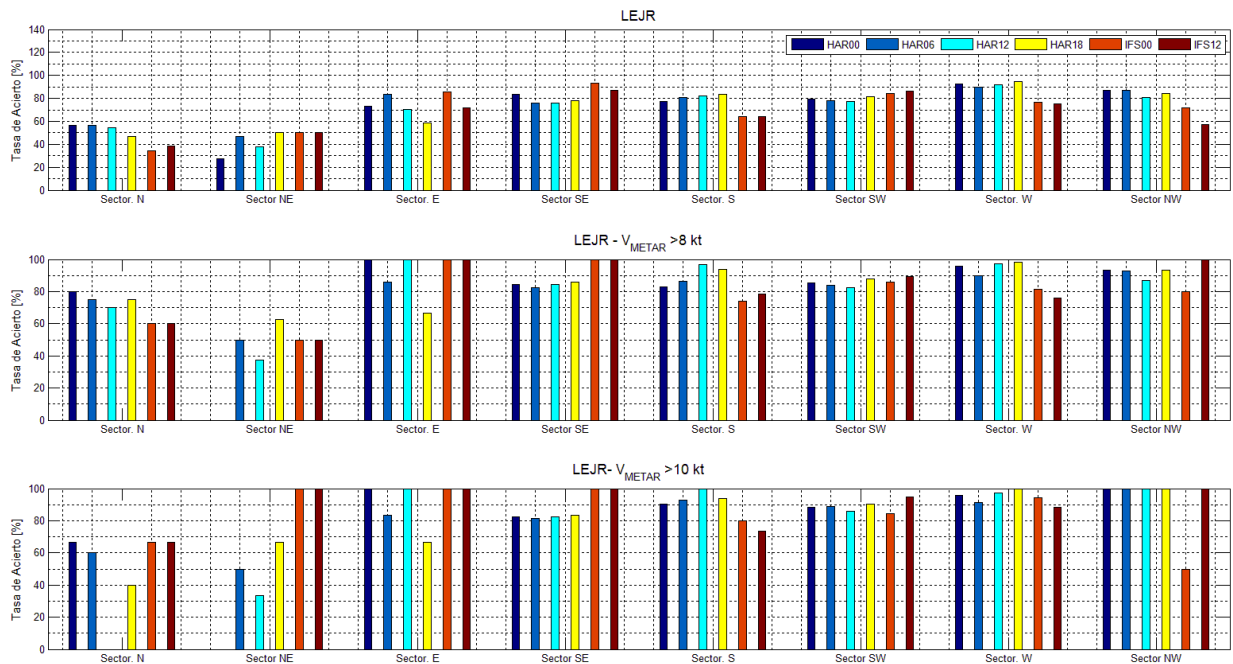 LEJR
HAR00 HAR06 HAR12 HAR18 IFS00 IFS12
Tasa de Acierto [%]
140
120
100
80
60
40
20
0
Sector. N Sector NE Sector. E Sector SE Sector. S Sector SW Sector. W Sector NW
LEJR - V_METAR >8 kt
Tasa de Acierto [%]
100
80
60
40
20
0
Sector. N Sector NE Sector. E Sector SE Sector. S Sector SW Sector. W Sector NW
LEJR- V_METAR >10 kt
Tasa de Acierto [%]
100
80
60
40
20
0
Sector. N Sector NE Sector. E Sector SE Sector. S Sector SW Sector. W Sector NW